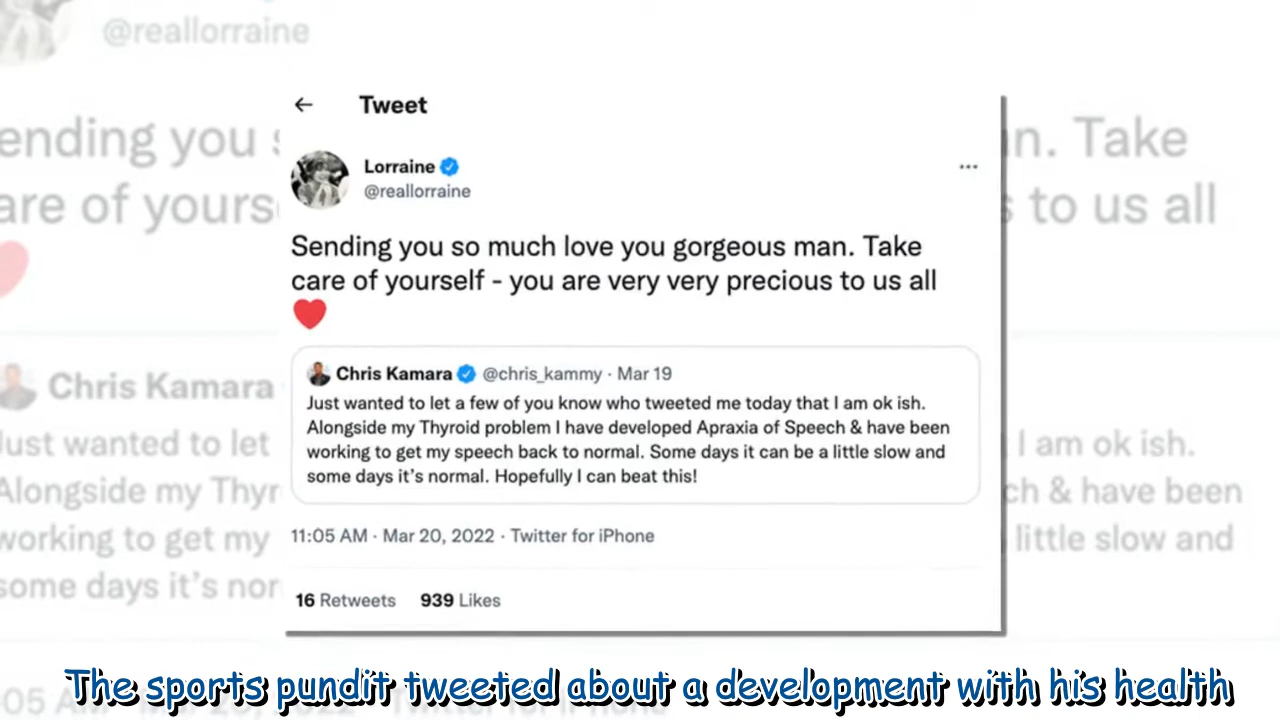 @reallorraine
ending you s
n. Take
are of yours
s to us all
Tweet
Lorraine
@reallorraine
...
Sending you so much love you gorgeous man. Take
care of yourself - you are very very precious to us all
❤️
Chris Kamara @chris_kammy · Mar 19
Just wanted to let a few of you know who tweeted me today that I am ok ish.
Alongside my Thyroid problem I have developed Apraxia of Speech & have been
working to get my speech back to normal. Some days it can be a little slow and
some days it's normal. Hopefully I can beat this!
11:05 AM · Mar 20, 2022 · Twitter for iPhone
16 Retweets 939 Likes
Chris Kamara
Just wanted to let
I am ok ish.
Alongside my Thyr
ch & have been
working to get my
little slow and
some days it's nor
The sports pundit tweeted about a development with his health